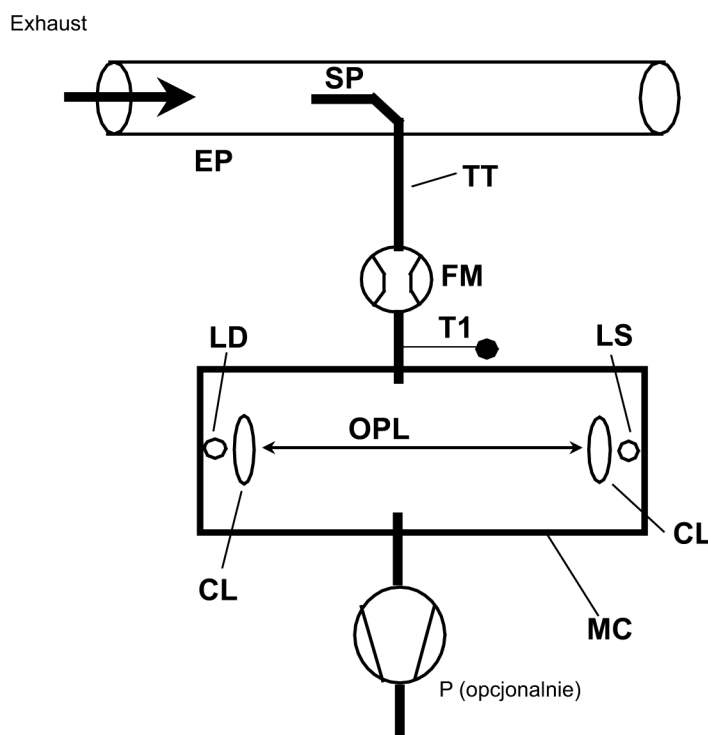 Exhaust
SP
EP
TT
FM
T1
LD
LS
OPL
CL
CL
MC
P (opcjonalnie)